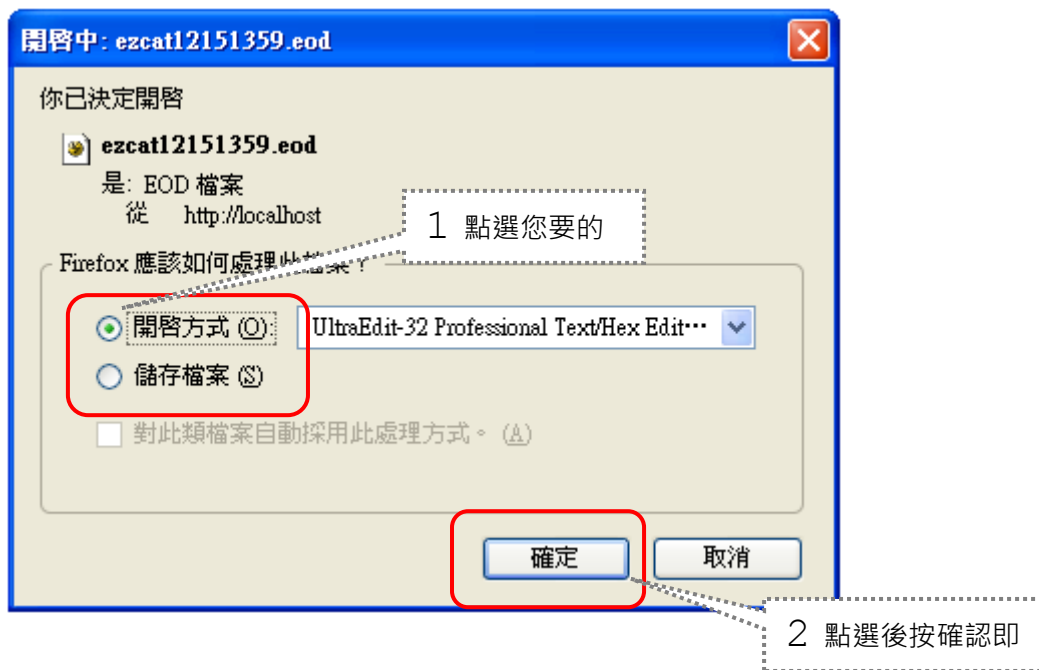 開啓中: ezcat12151359.eod
你已決定開啓
ezcat12151359.eod
是: EOD 檔案
從 http://localhost
1 點選您要的
Firefox 應該如何處理此檔案？
開啓方式 (O):
UltraEdit-32 Professional Text/Hex Edit…
儲存檔案 (S)
對此類檔案自動採用此處理方式。 (A)
確定
取消
2 點選後按確認即